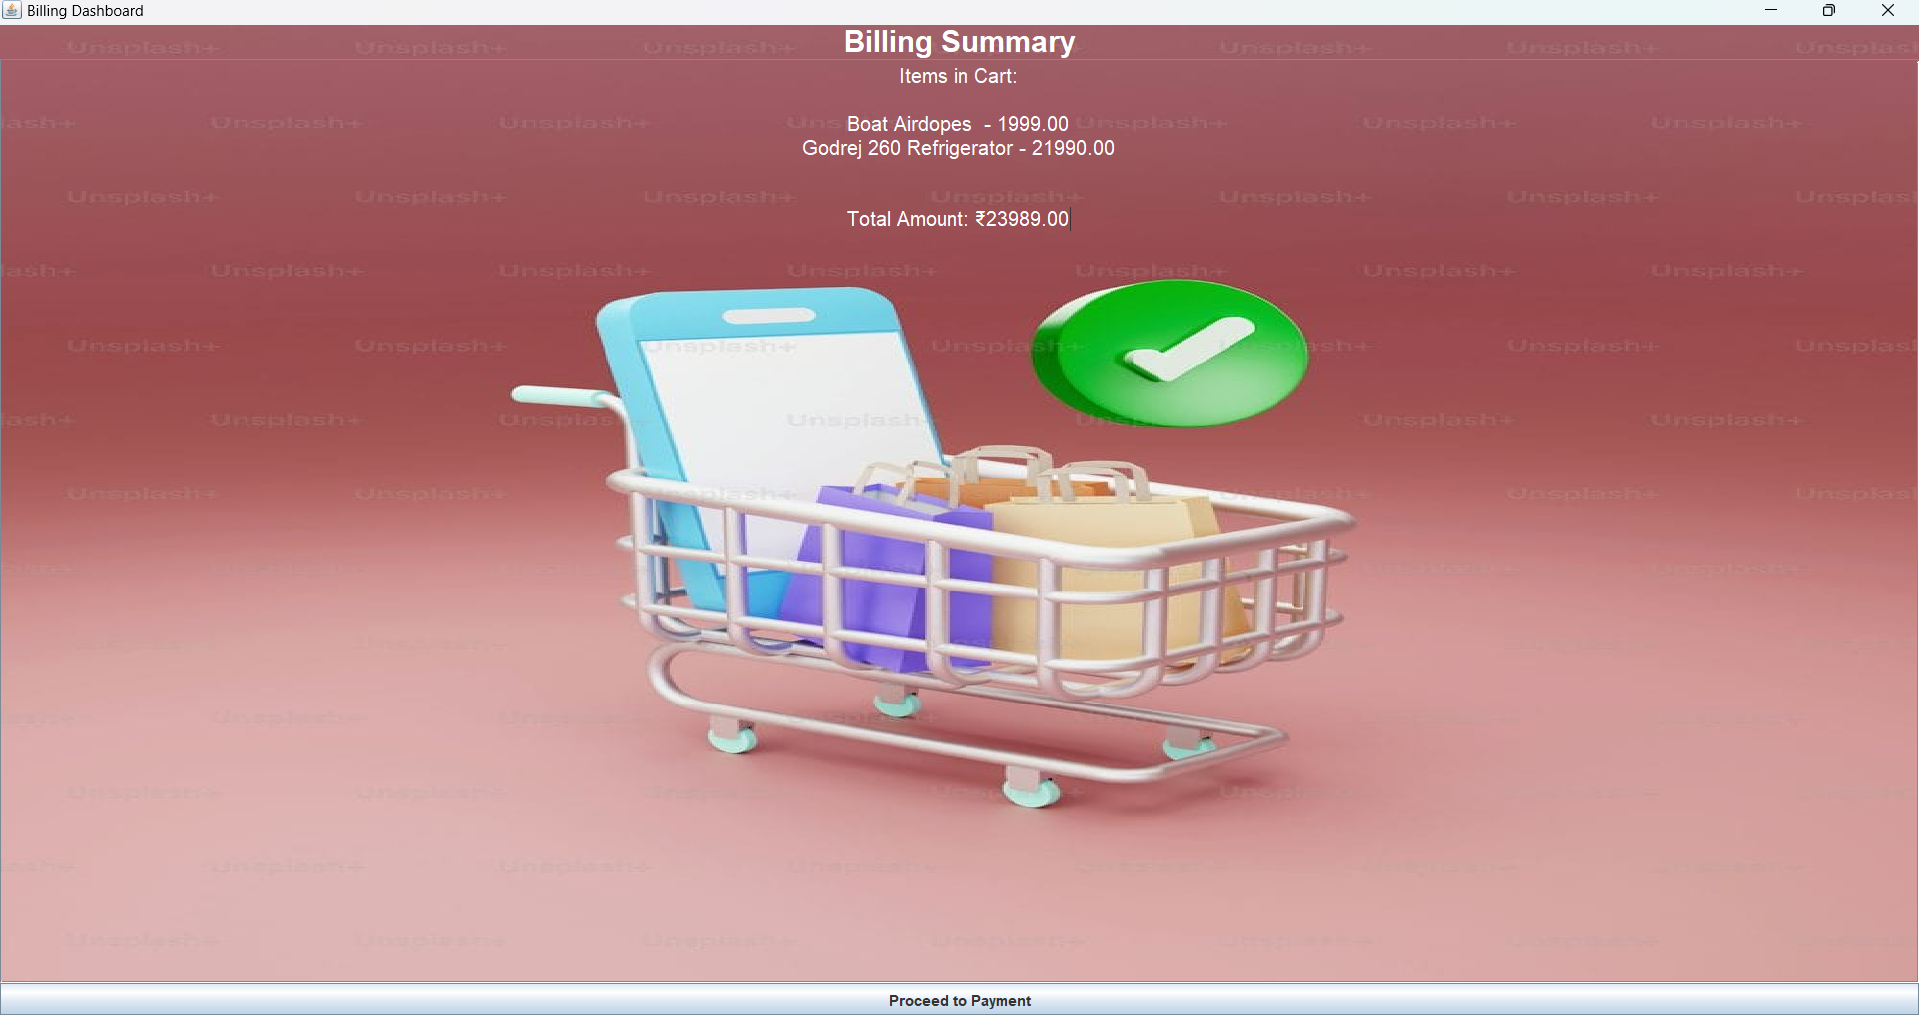 Billing Dashboard
Billing Summary
Items in Cart:
Boat Airdopes  - 1999.00
Godrej 260 Refrigerator - 21990.00
Total Amount: ₹23989.00
Unsplash+
Proceed to Payment